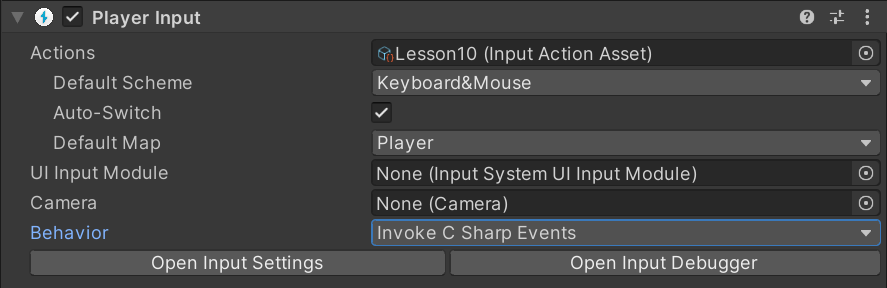 Player Input
Actions Lesson10 (Input Action Asset)
Default Scheme Keyboard&Mouse
Auto-Switch
Default Map Player
UI Input Module None (Input System UI Input Module)
Camera None (Camera)
Behavior Invoke C Sharp Events
Open Input Settings Open Input Debugger